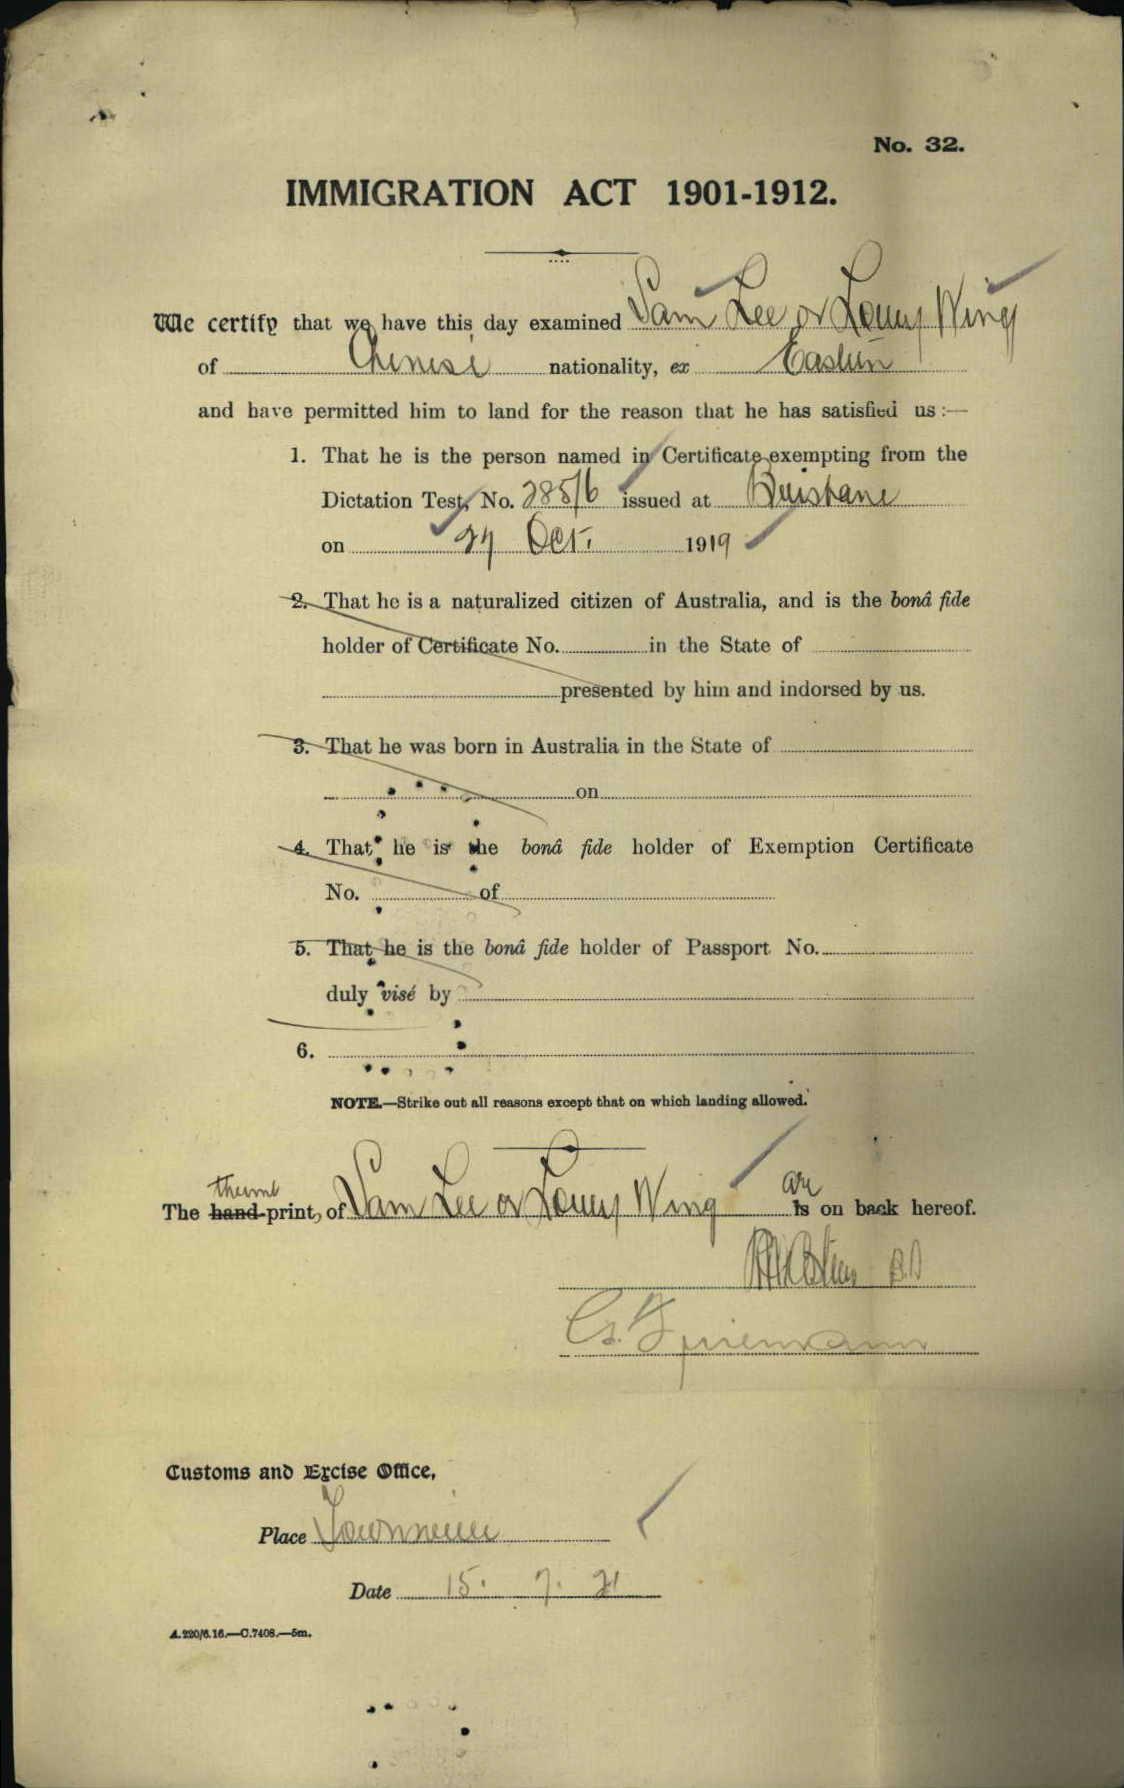 No. 32.
IMMIGRATION ACT 1901-1912.
We certify that we have this day examined Sam Lee or Louey Wing
of Chinese nationality, ex Eastern
and have permitted him to land for the reason that he has satisfied us :—
1. That he is the person named in Certificate exempting from the
Dictation Test, No. 285/6 issued at Brisbane
on 27 Oct. 1919
2. That he is a naturalized citizen of Australia, and is the bonâ fide
holder of Certificate No. in the State of
presented by him and indorsed by us.
3. That he was born in Australia in the State of
on
4. That he is the bonâ fide holder of Exemption Certificate
No. of
5. That he is the bonâ fide holder of Passport No.
duly visé by
6.
NOTE.—Strike out all reasons except that on which landing allowed.
thumb are
The hand-print, of Sam Lee or Louey Wing is on back hereof.
Customs and Excise Office,
Place Townsville
Date 15. 7. 21
A.220/6.16.—C.7408.—5m.